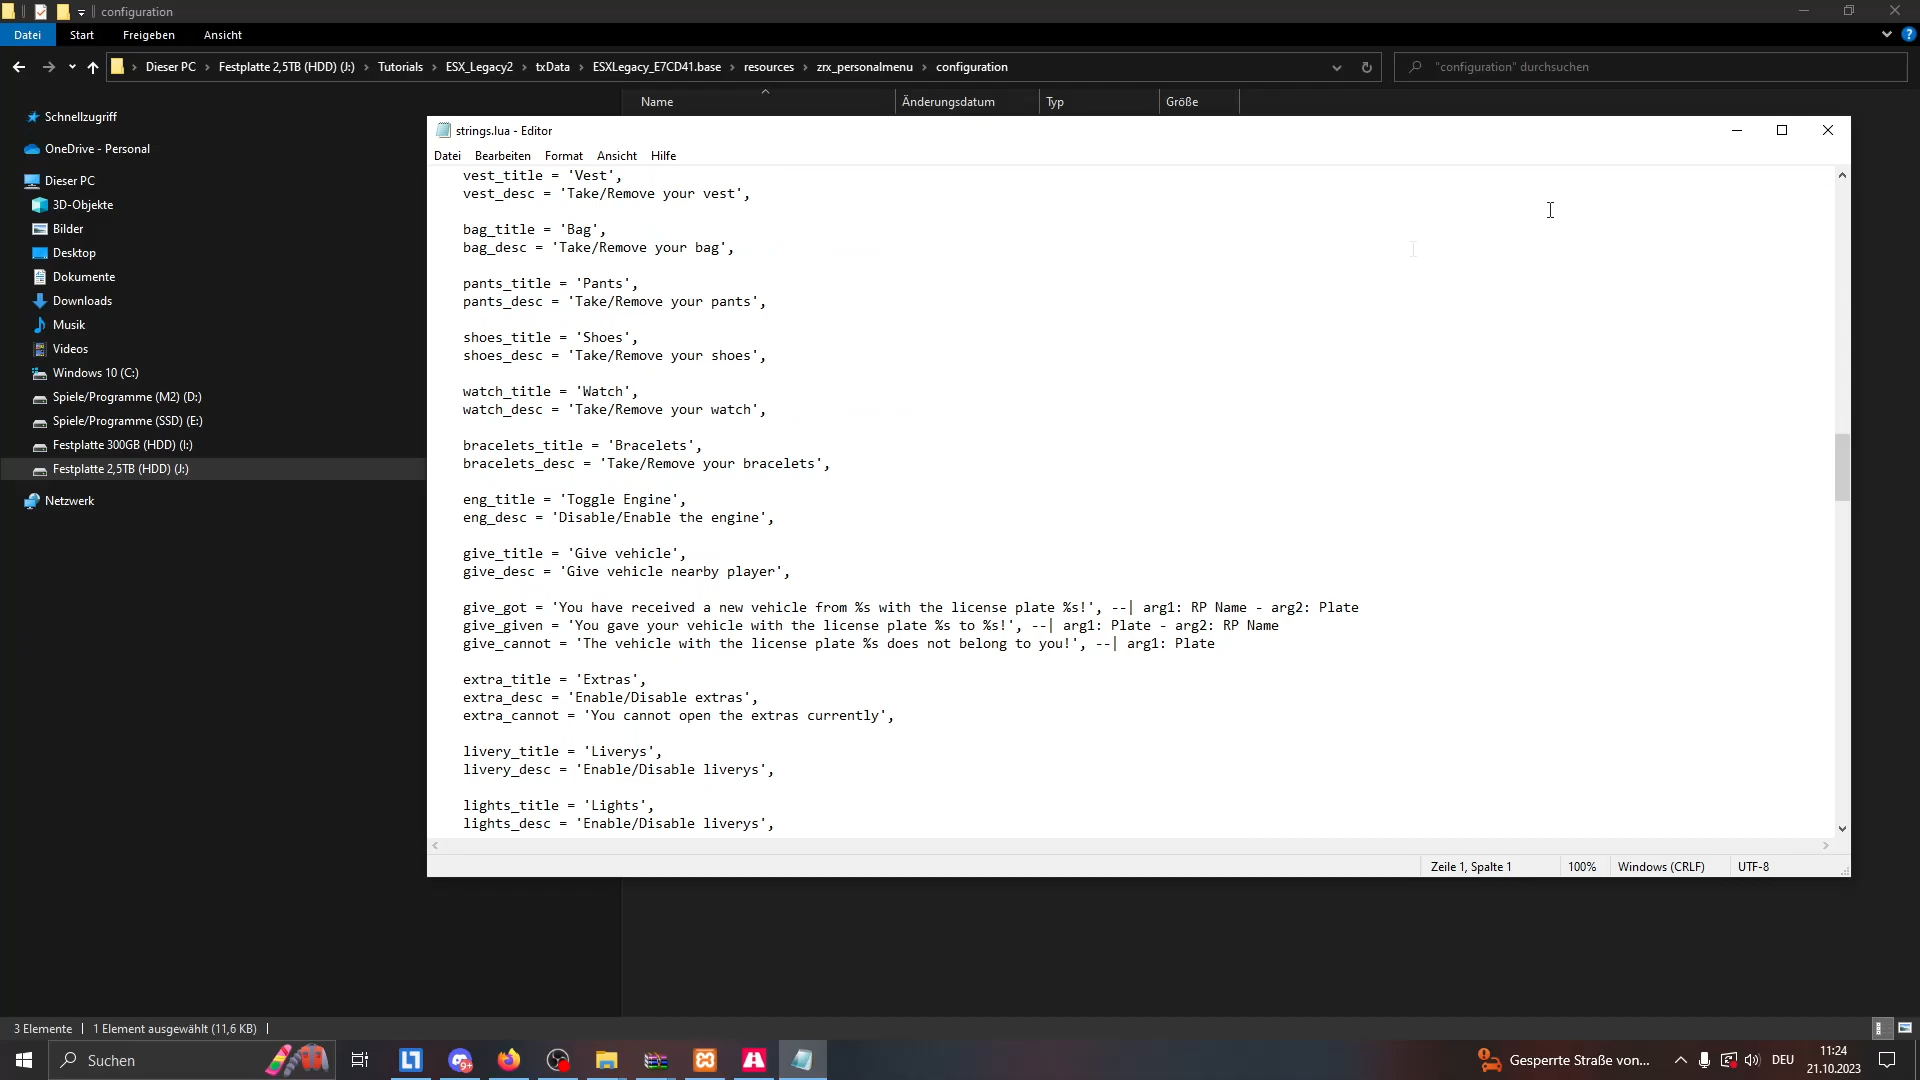 configuration
Datei Start Freigeben Ansicht
Dieser PC Festplatte 2,5TB (HDD) (J:) Tutorials ESX_Legacy2 txData ESXLegacy_E7CD41.base resources zrx_personalmenu configuration
"configuration" durchsuchen
Name Änderungsdatum Typ Größe
Schnellzugriff
OneDrive - Personal
Dieser PC
3D-Objekte
Bilder
Desktop
Dokumente
Downloads
Musik
Videos
Windows 10 (C:)
Spiele/Programme (M2) (D:)
Spiele/Programme (SSD) (E:)
Festplatte 300GB (HDD) (I:)
Festplatte 2,5TB (HDD) (J:)
Netzwerk
strings.lua - Editor
Datei Bearbeiten Format Ansicht Hilfe
vest_title = 'Vest',
vest_desc = 'Take/Remove your vest',
bag_title = 'Bag',
bag_desc = 'Take/Remove your bag',
pants_title = 'Pants',
pants_desc = 'Take/Remove your pants',
shoes_title = 'Shoes',
shoes_desc = 'Take/Remove your shoes',
watch_title = 'Watch',
watch_desc = 'Take/Remove your watch',
bracelets_title = 'Bracelets',
bracelets_desc = 'Take/Remove your bracelets',
eng_title = 'Toggle Engine',
eng_desc = 'Disable/Enable the engine',
give_title = 'Give vehicle',
give_desc = 'Give vehicle nearby player',
give_got = 'You have received a new vehicle from %s with the license plate %s!', --| arg1: RP Name - arg2: Plate
give_given = 'You gave your vehicle with the license plate %s to %s!', --| arg1: Plate - arg2: RP Name
give_cannot = 'The vehicle with the license plate %s does not belong to you!', --| arg1: Plate
extra_title = 'Extras',
extra_desc = 'Enable/Disable extras',
extra_cannot = 'You cannot open the extras currently',
livery_title = 'Liverys',
livery_desc = 'Enable/Disable liverys',
lights_title = 'Lights',
lights_desc = 'Enable/Disable liverys',
Zeile 1, Spalte 1 100% Windows (CRLF) UTF-8
3 Elemente 1 Element ausgewählt (11,6 KB)
Suchen
9+
Gesperrte Straße von...
DEU
11:24
21.10.2023